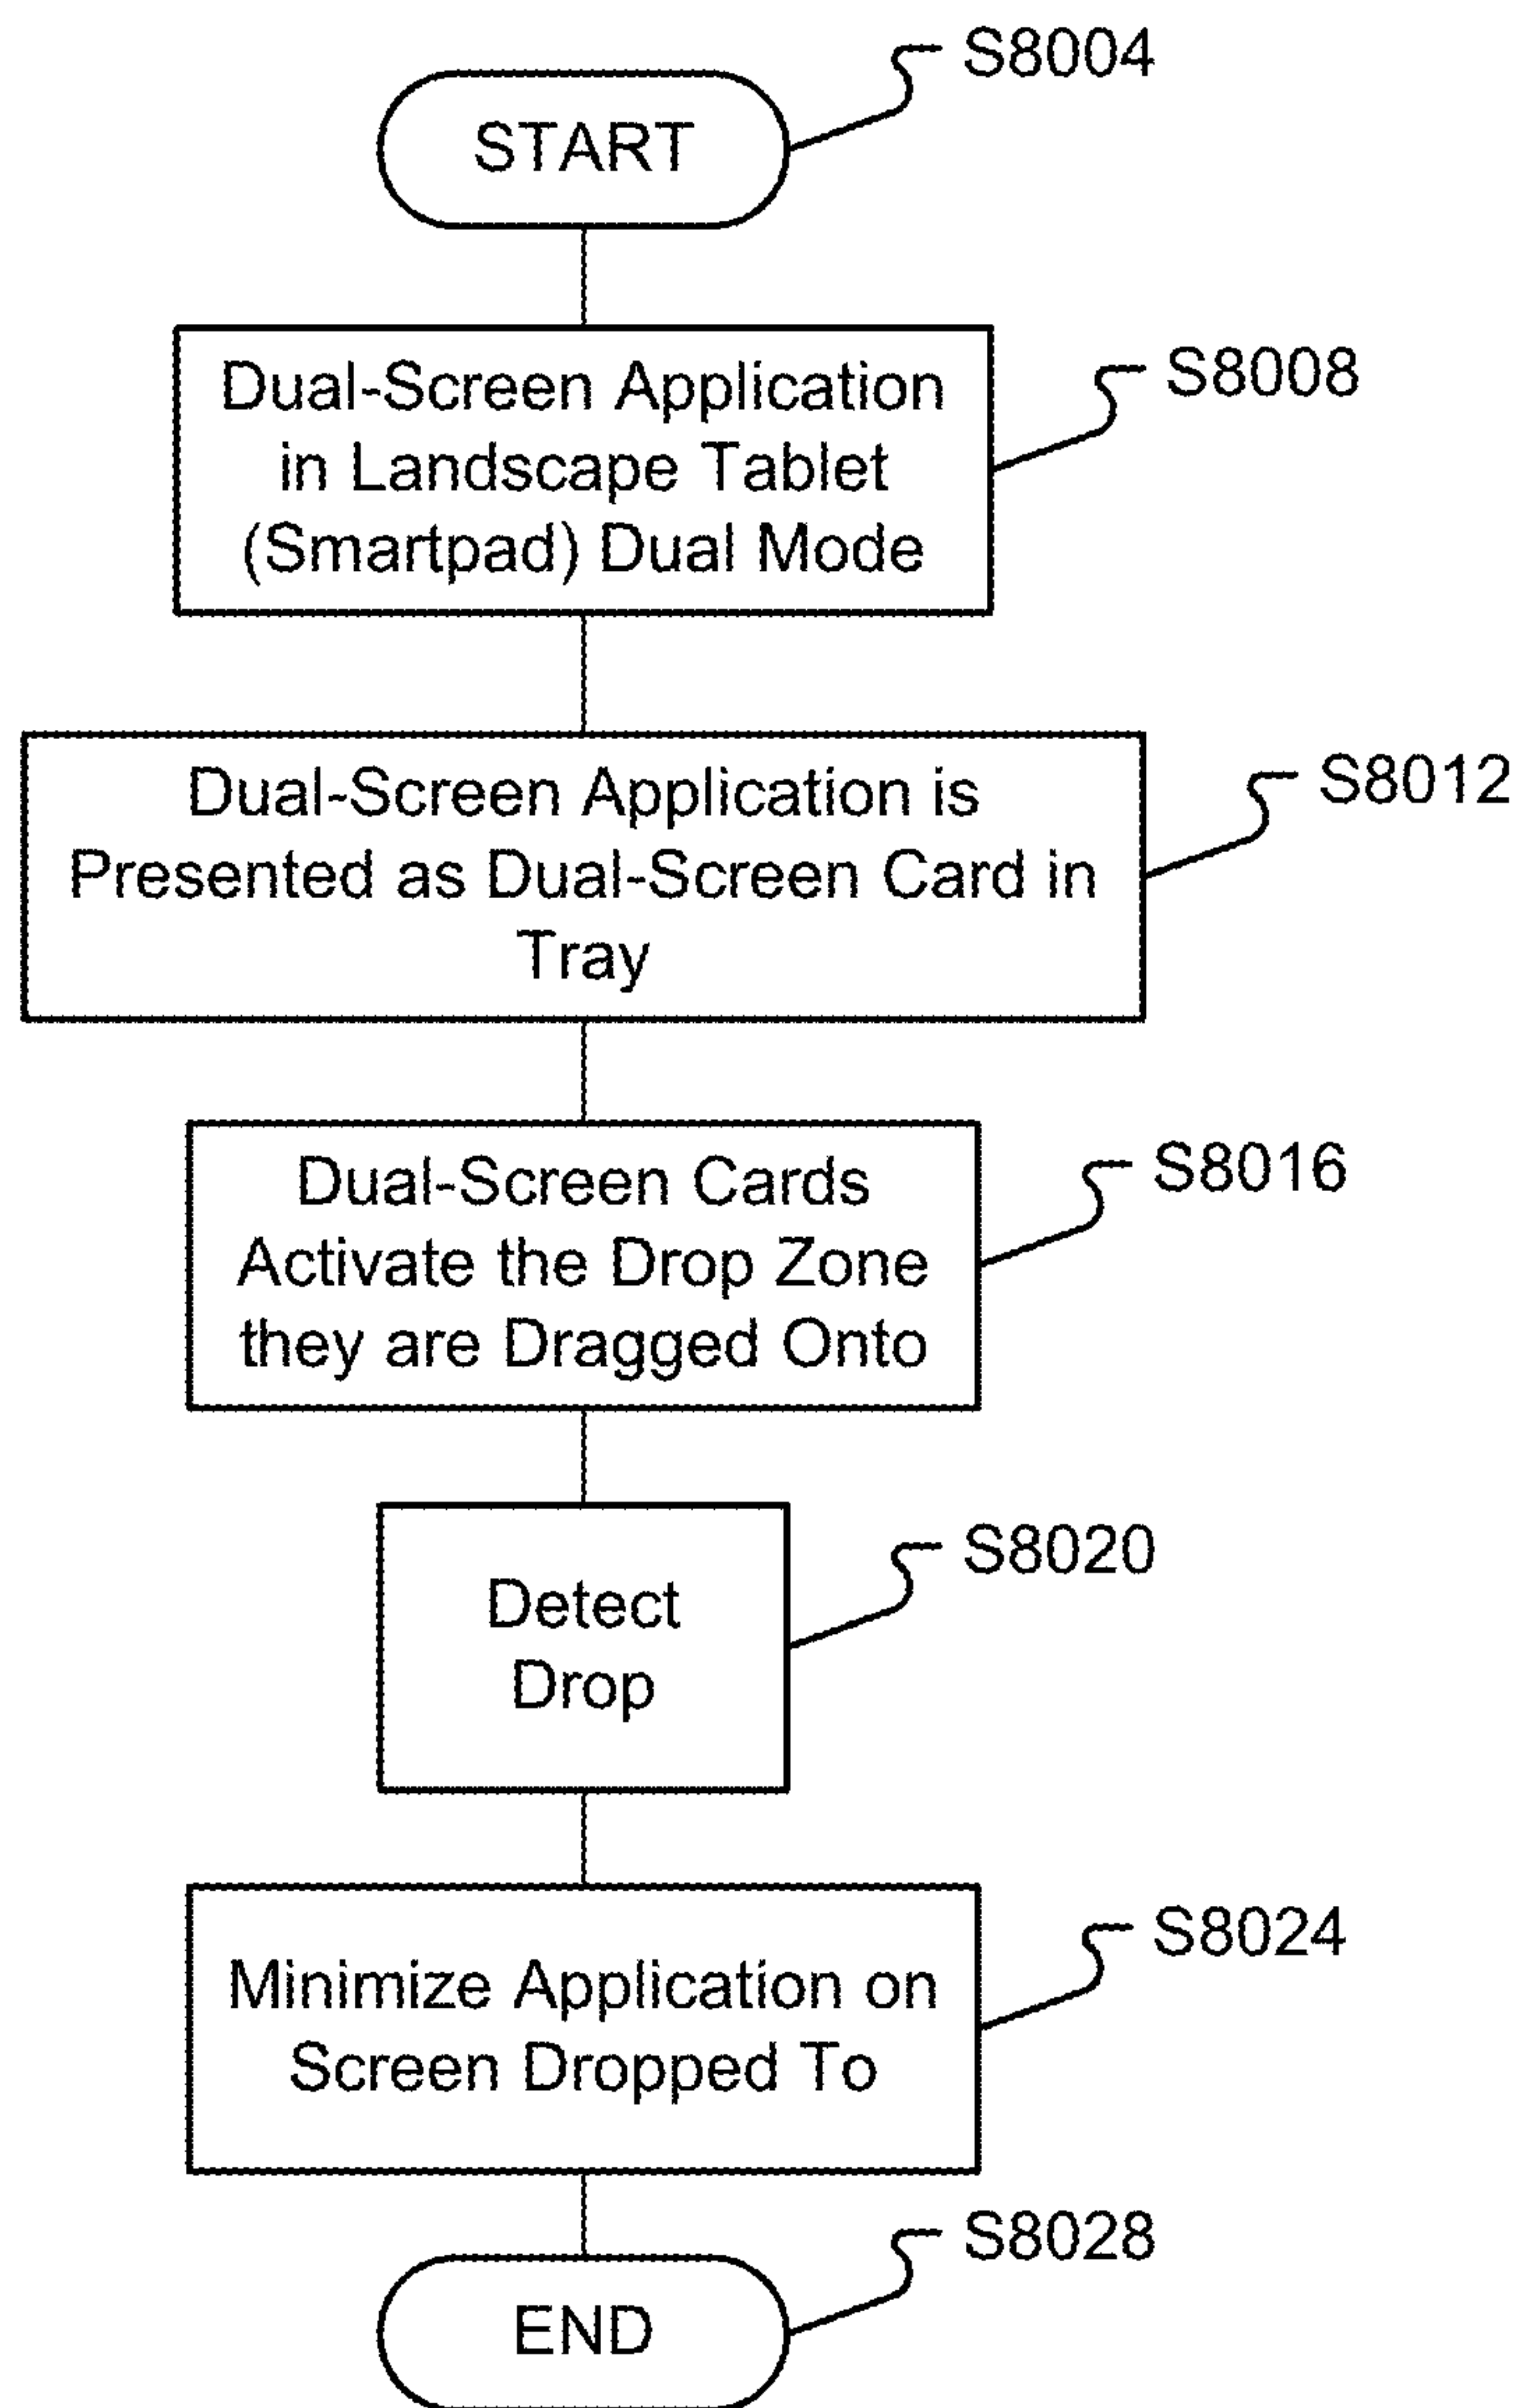 S8004
START
Dual-Screen Application
in Landscape Tablet
(Smartpad) Dual Mode
S8008
Dual-Screen Application is
Presented as Dual-Screen Card in
Tray
S8012
Dual-Screen Cards
Activate the Drop Zone
they are Dragged Onto
S8016
Detect
Drop
S8020
Minimize Application on
Screen Dropped To
S8024
S8028
END